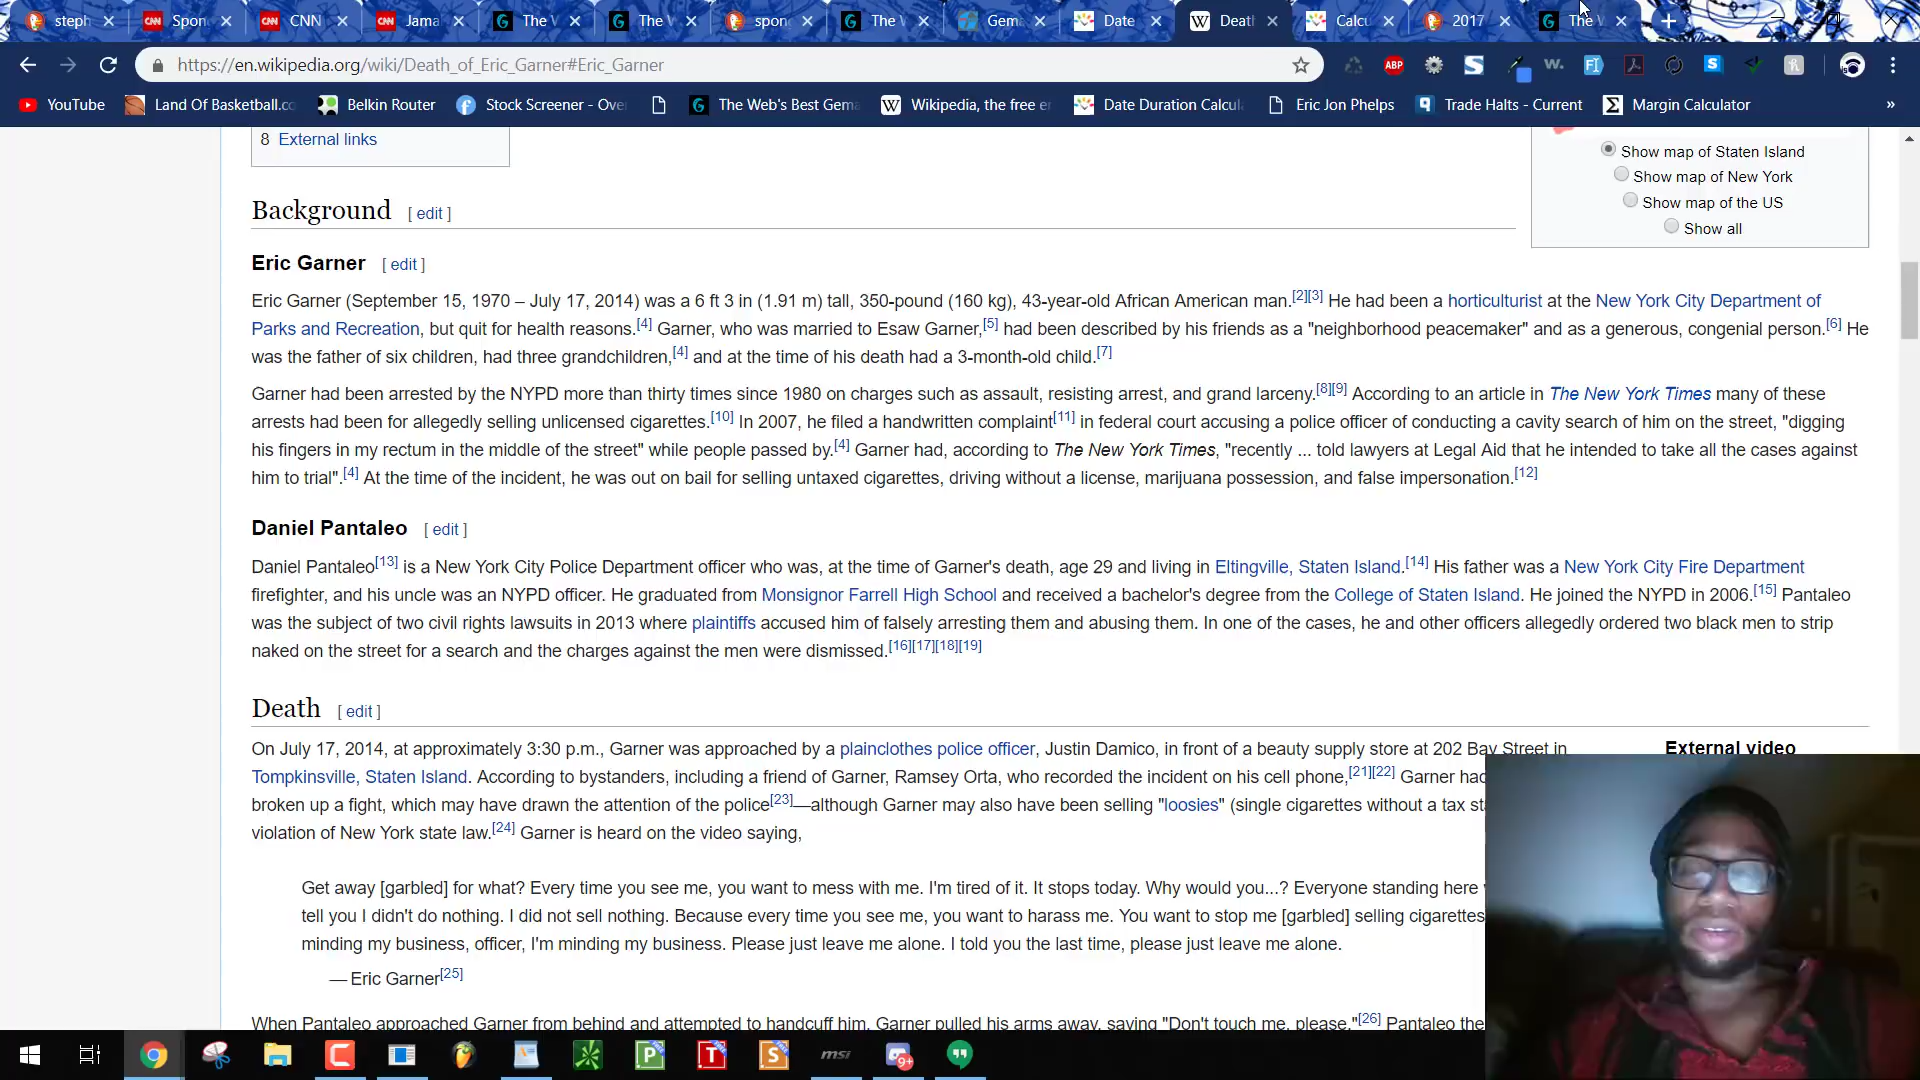 steph
Spon
CNN
Jama
The V
The V
spon
The V
Gem
Date
Death
Calcu
2017
The V
https://en.wikipedia.org/wiki/Death_of_Eric_Garner#Eric_Garner
ABP
YouTube
Land Of Basketball.co
Belkin Router
Stock Screener - Ove
The Web's Best Gema
Wikipedia, the free e
Date Duration Calcul
Eric Jon Phelps
Trade Halts - Current
Margin Calculator
»
8 External links
Show map of Staten Island
Show map of New York
Show map of the US
Show all
Background [ edit ]
Eric Garner [ edit ]
Eric Garner (September 15, 1970 – July 17, 2014) was a 6 ft 3 in (1.91 m) tall, 350-pound (160 kg), 43-year-old African American man.[2][3] He had been a horticulturist at the New York City Department of
Parks and Recreation, but quit for health reasons.[4] Garner, who was married to Esaw Garner,[5] had been described by his friends as a "neighborhood peacemaker" and as a generous, congenial person.[6] He
was the father of six children, had three grandchildren,[4] and at the time of his death had a 3-month-old child.[7]
Garner had been arrested by the NYPD more than thirty times since 1980 on charges such as assault, resisting arrest, and grand larceny.[8][9] According to an article in The New York Times many of these
arrests had been for allegedly selling unlicensed cigarettes.[10] In 2007, he filed a handwritten complaint[11] in federal court accusing a police officer of conducting a cavity search of him on the street, "digging
his fingers in my rectum in the middle of the street" while people passed by.[4] Garner had, according to The New York Times, "recently ... told lawyers at Legal Aid that he intended to take all the cases against
him to trial".[4] At the time of the incident, he was out on bail for selling untaxed cigarettes, driving without a license, marijuana possession, and false impersonation.[12]
Daniel Pantaleo [ edit ]
Daniel Pantaleo[13] is a New York City Police Department officer who was, at the time of Garner's death, age 29 and living in Eltingville, Staten Island.[14] His father was a New York City Fire Department
firefighter, and his uncle was an NYPD officer. He graduated from Monsignor Farrell High School and received a bachelor's degree from the College of Staten Island. He joined the NYPD in 2006.[15] Pantaleo
was the subject of two civil rights lawsuits in 2013 where plaintiffs accused him of falsely arresting them and abusing them. In one of the cases, he and other officers allegedly ordered two black men to strip
naked on the street for a search and the charges against the men were dismissed.[16][17][18][19]
Death [ edit ]
On July 17, 2014, at approximately 3:30 p.m., Garner was approached by a plainclothes police officer, Justin Damico, in front of a beauty supply store at 202 Bay Street in
External video
Tompkinsville, Staten Island. According to bystanders, including a friend of Garner, Ramsey Orta, who recorded the incident on his cell phone,[21][22] Garner had
broken up a fight, which may have drawn the attention of the police[23]—although Garner may also have been selling "loosies" (single cigarettes without a tax
violation of New York state law.[24] Garner is heard on the video saying,
Get away [garbled] for what? Every time you see me, you want to mess with me. I'm tired of it. It stops today. Why would you...? Everyone standing here
tell you I didn't do nothing. I did not sell nothing. Because every time you see me, you want to harass me. You want to stop me [garbled] selling cigarettes
minding my business, officer, I'm minding my business. Please just leave me alone. I told you the last time, please just leave me alone.
— Eric Garner[25]
When Pantaleo approached Garner from behind and attempted to handcuff him, Garner pulled his arms away, saying "Don't touch me, please."[26] Pantaleo
msi
9+